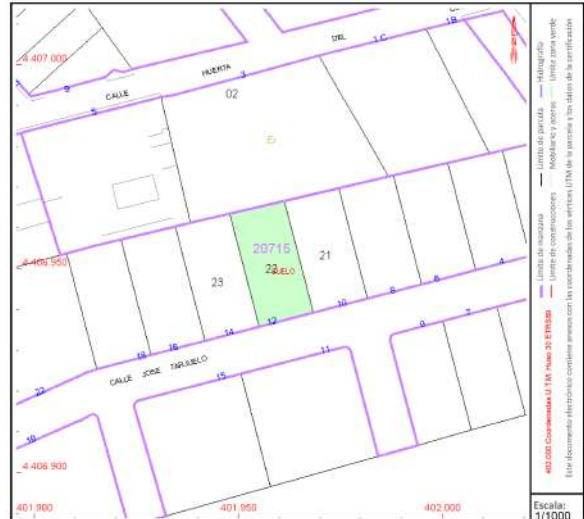 4.407.000
CALLE HUERTA DEL
9
5
3
1 C
1B
02
4.406.950
20715
22
SUELO
23
21
4
6
8
10
12
14
16
18
22
CALLE JOSE TARJUELO
7
9
11
15
18
4.406.900
401.900
401.950
402.000
402.000 Coordenadas U.T.M. Huso 30 ETRS89
Límite de manzana
Límite de parcela
Hidrografía
Límite de construcciones
Mobiliario y aceras
Límite zona verde
Este documento electrónico contiene anexos con las coordenadas de los vértices UTM de la parcela y los datos de la certificación
Escala:
1/1000